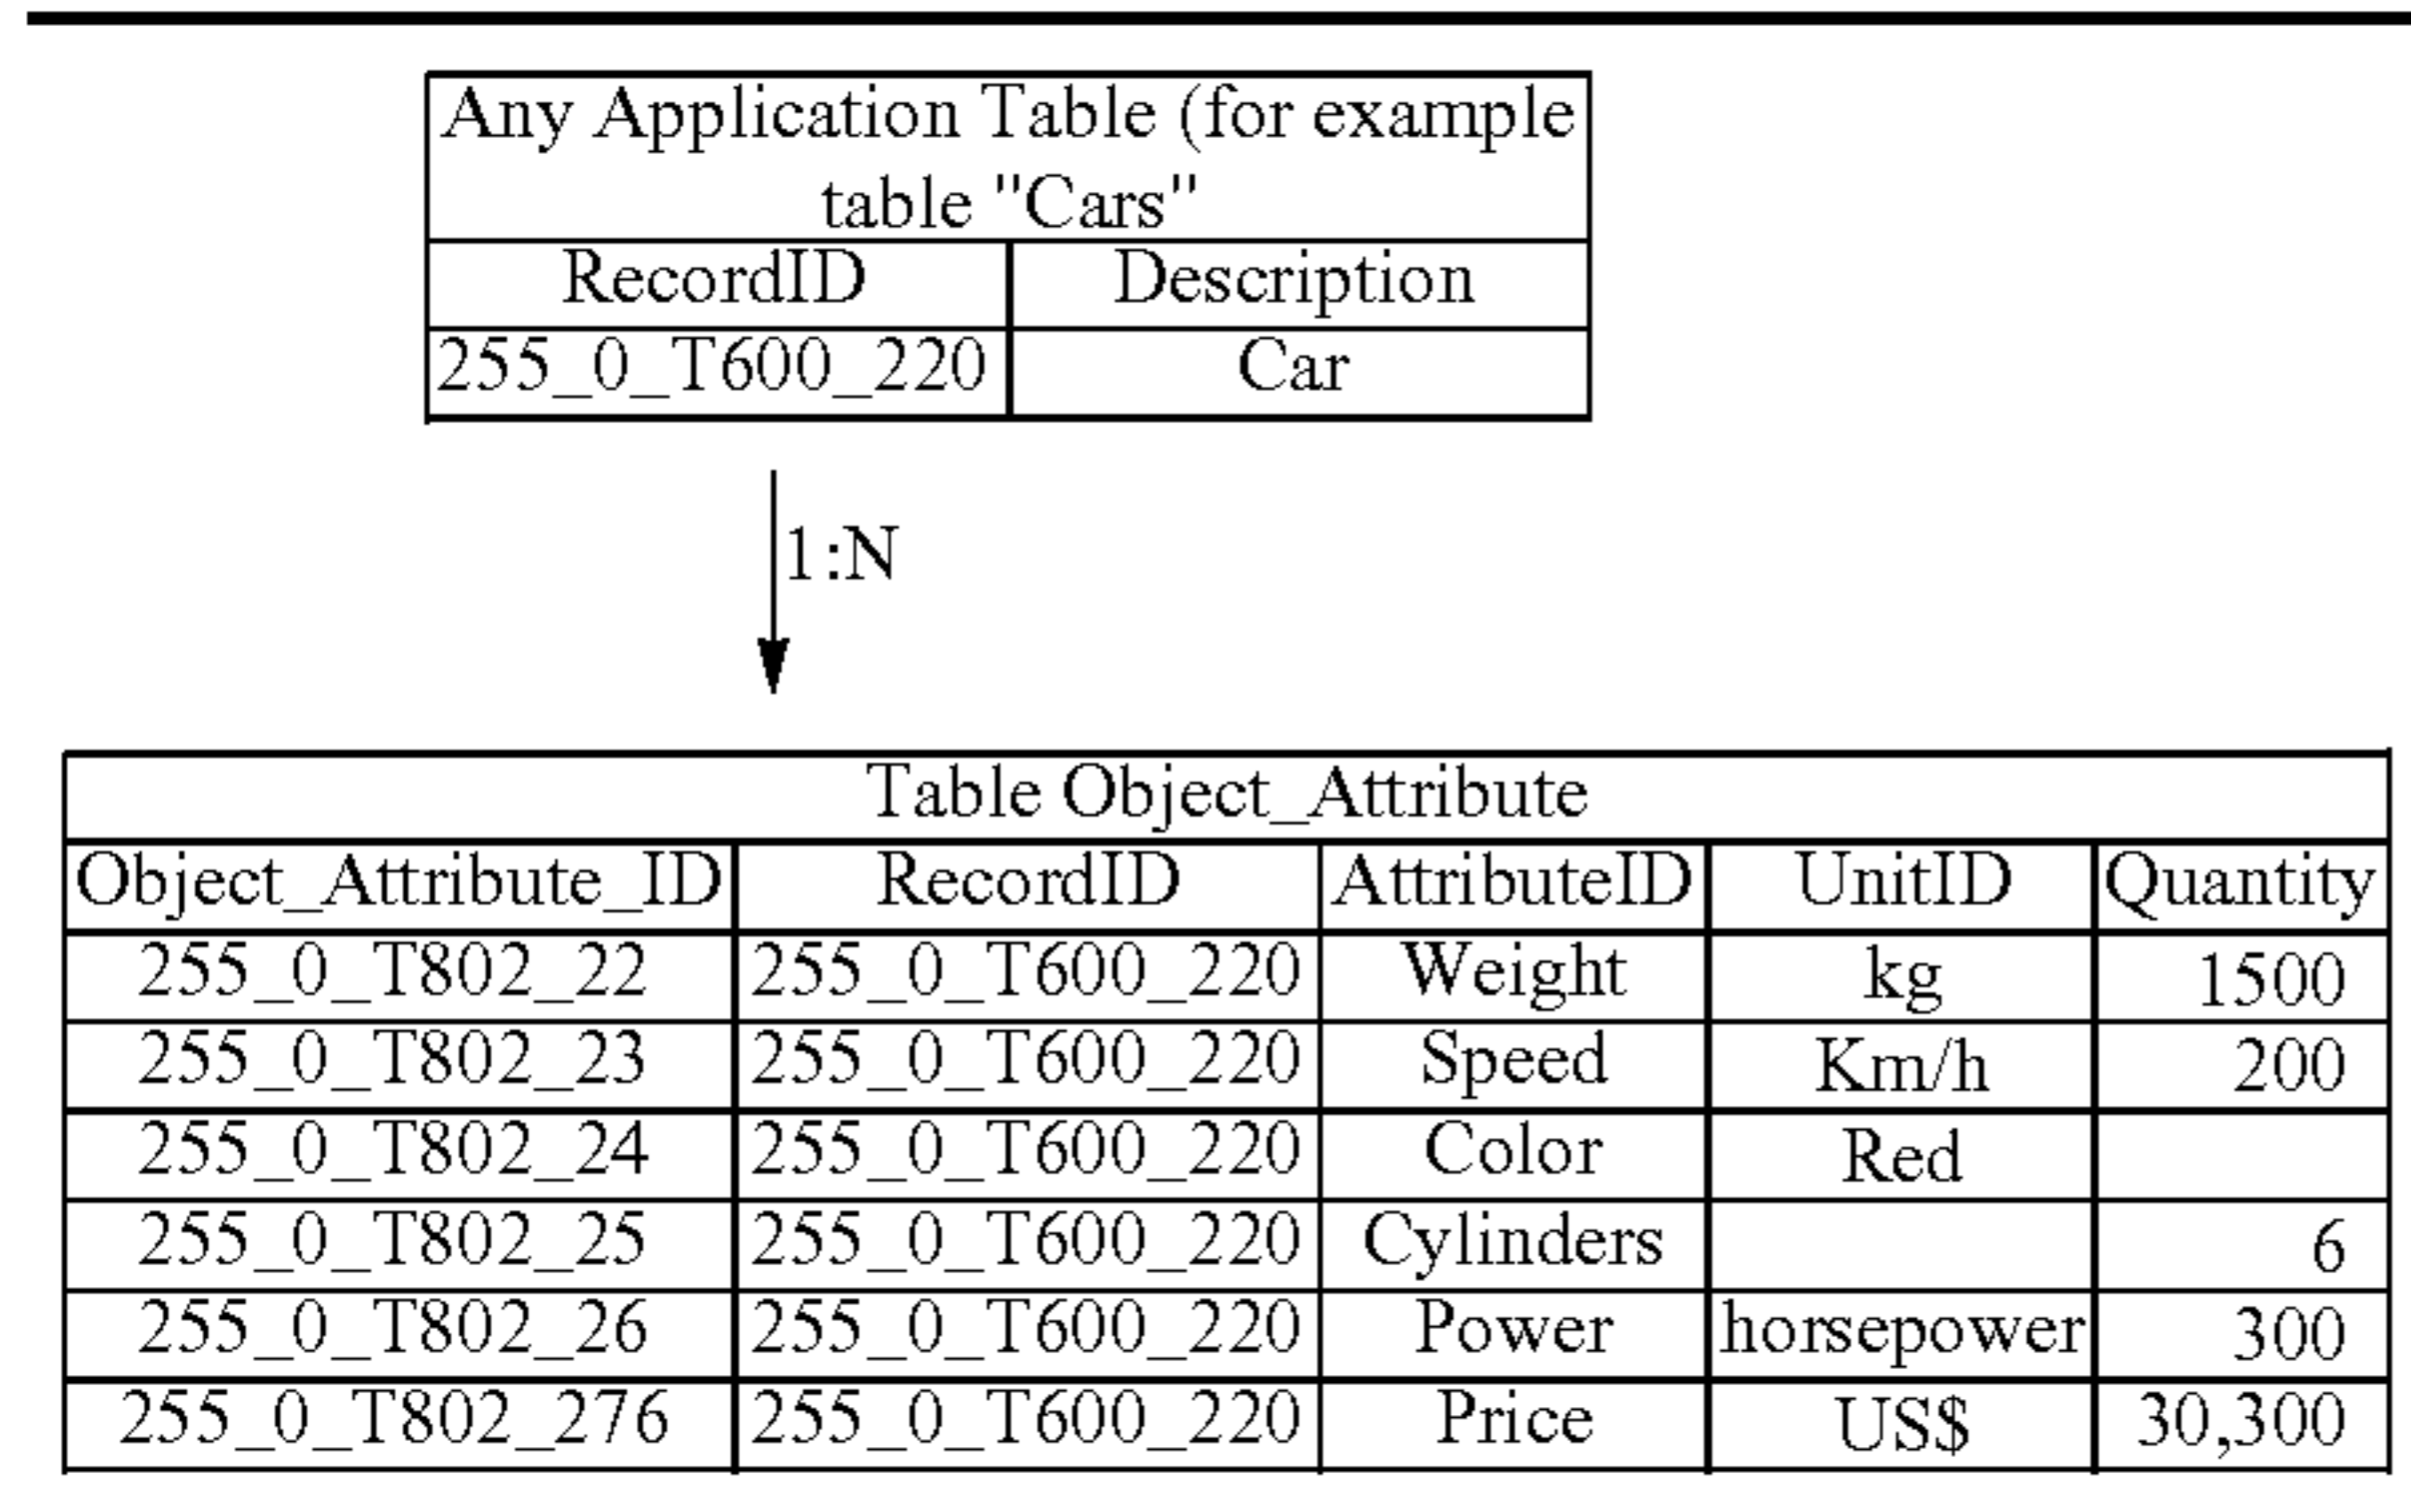 Any Application Table (for example
table "Cars"
RecordID Description
255_0_T600_220 Car
1:N
Table Object_Attribute
Object_Attribute_ID RecordID AttributeID UnitID Quantity
255_0_T802_22 255_0_T600_220 Weight kg 1500
255_0_T802_23 255_0_T600_220 Speed Km/h 200
255_0_T802_24 255_0_T600_220 Color Red
255_0_T802_25 255_0_T600_220 Cylinders 6
255_0_T802_26 255_0_T600_220 Power horsepower 300
255_0_T802_276 255_0_T600_220 Price US$ 30,300